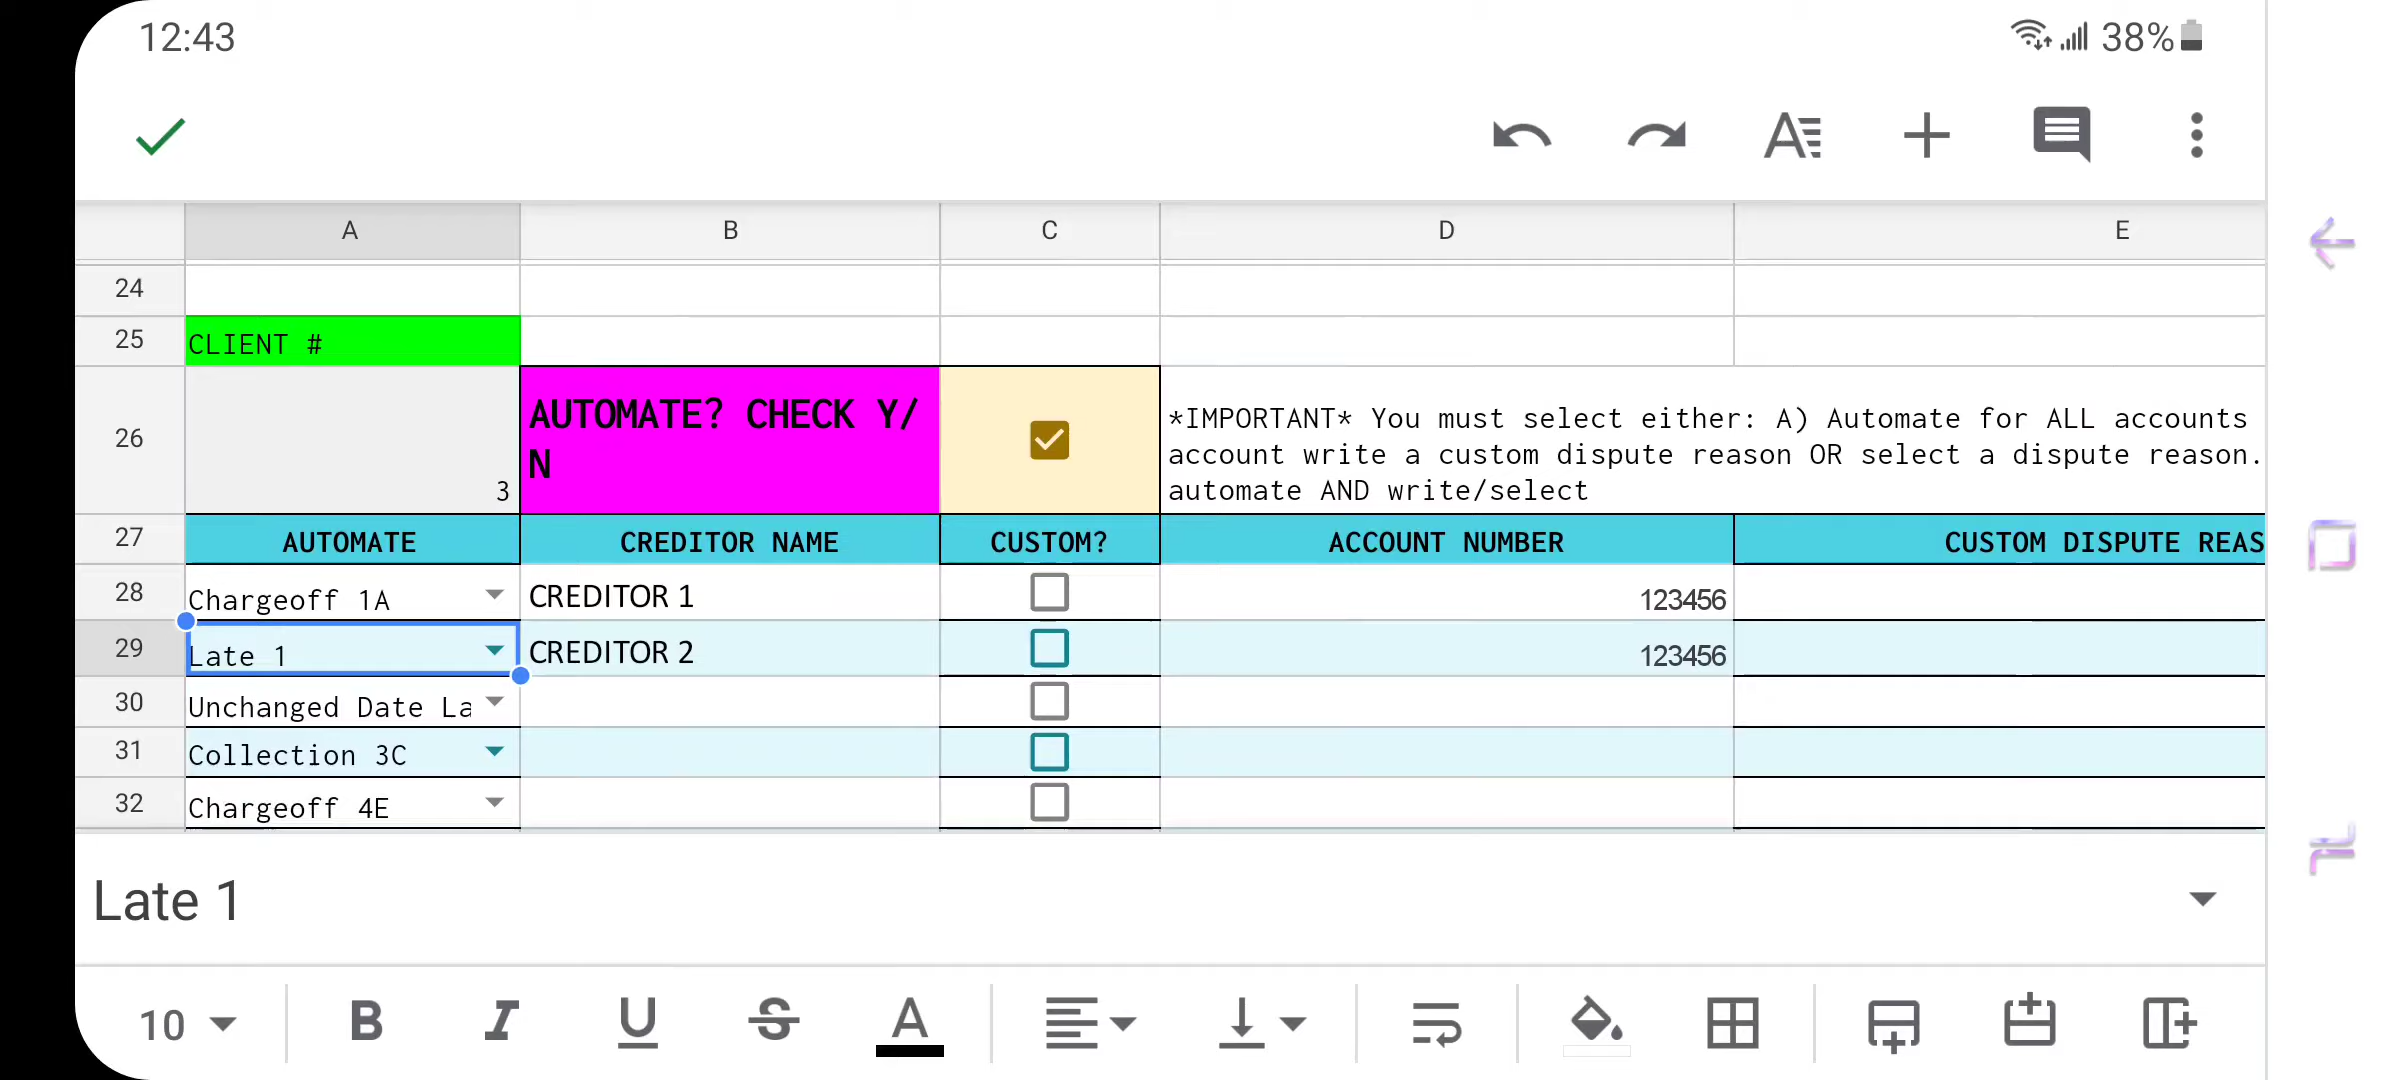 12:43
38%
A B C D E
24
25 CLIENT #
26 3 AUTOMATE? CHECK Y/
N
*IMPORTANT* You must select either: A) Automate for ALL accounts
account write a custom dispute reason OR select a dispute reason.
automate AND write/select
27 AUTOMATE CREDITOR NAME CUSTOM? ACCOUNT NUMBER CUSTOM DISPUTE REAS
28 Chargeoff 1A CREDITOR 1 123456
29 Late 1 CREDITOR 2 123456
30 Unchanged Date La
31 Collection 3C
32 Chargeoff 4E
Late 1
10 B I U S A